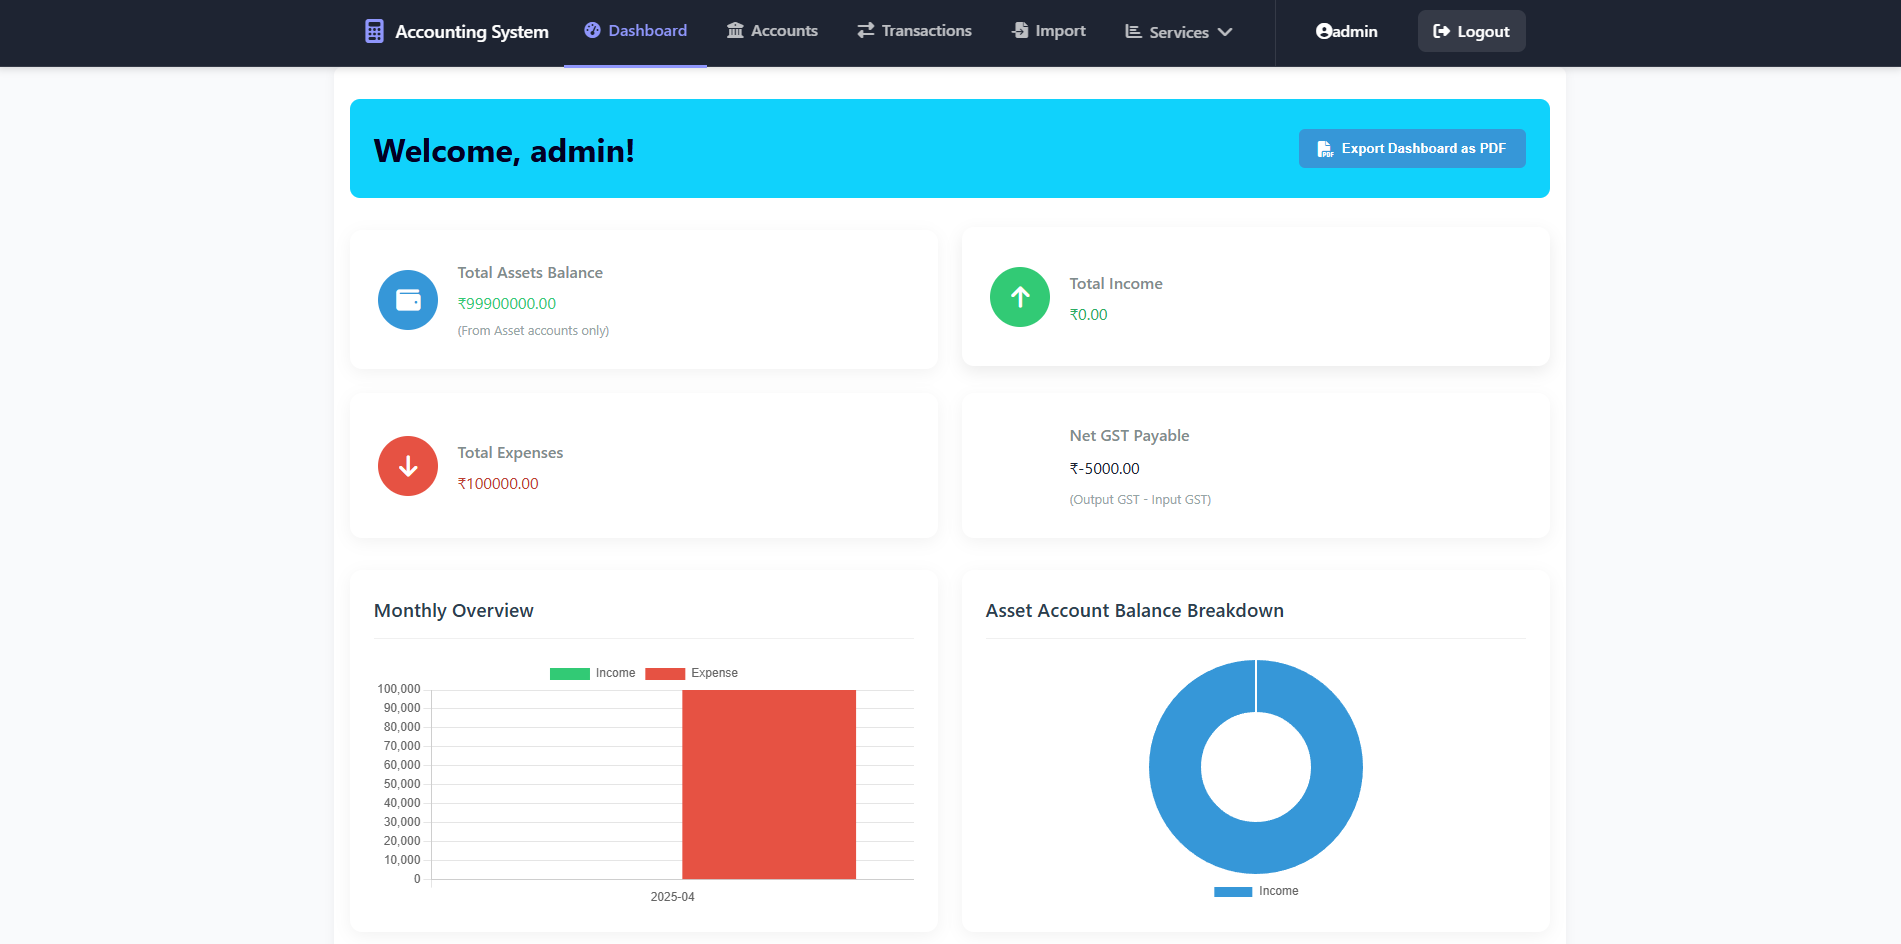 Accounting System
Dashboard
Accounts
Transactions
Import
Services
admin
Logout
Welcome, admin!
Export Dashboard as PDF
Total Assets Balance
₹99900000.00
(From Asset accounts only)
Total Income
₹0.00
Total Expenses
₹100000.00
Net GST Payable
₹-5000.00
(Output GST - Input GST)
Monthly Overview
Income
Expense
100,000
90,000
80,000
70,000
60,000
50,000
40,000
30,000
20,000
10,000
0
2025-04
Asset Account Balance Breakdown
Income